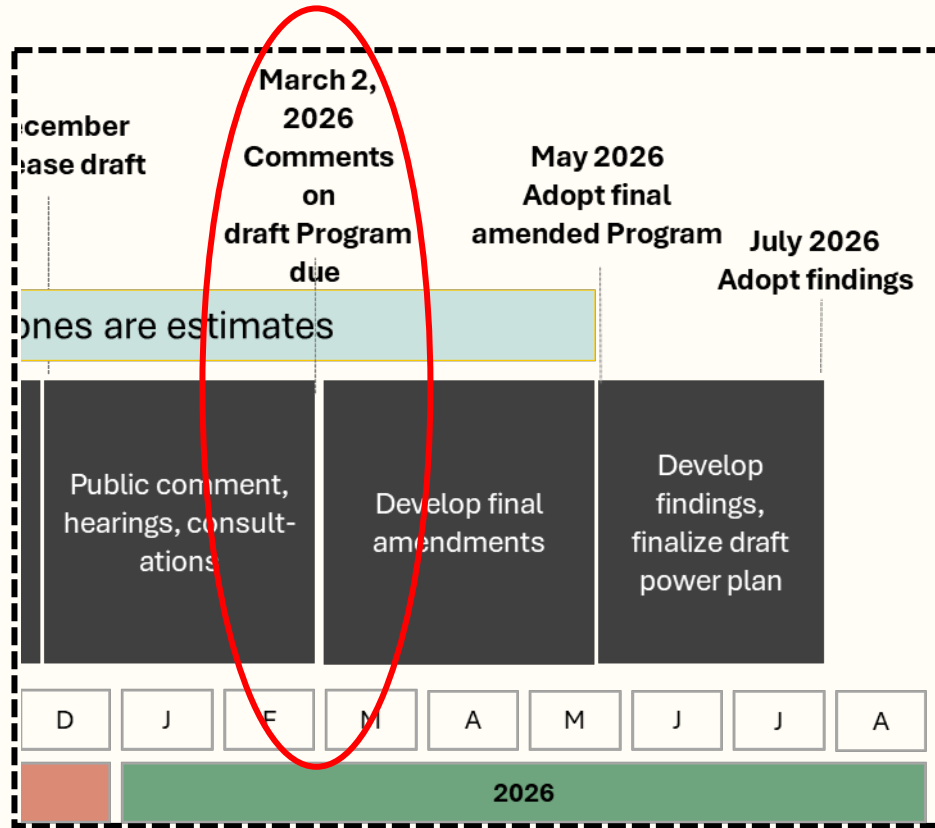 ecember
ease draft
March 2,
2026
Comments
on
draft Program
due
May 2026
Adopt final
amended Program
July 2026
Adopt findings
ones are estimates
Public comment,
hearings, consult-
ations
Develop final
amendments
Develop
findings,
finalize draft
power plan
D J F M A M J J A
2026